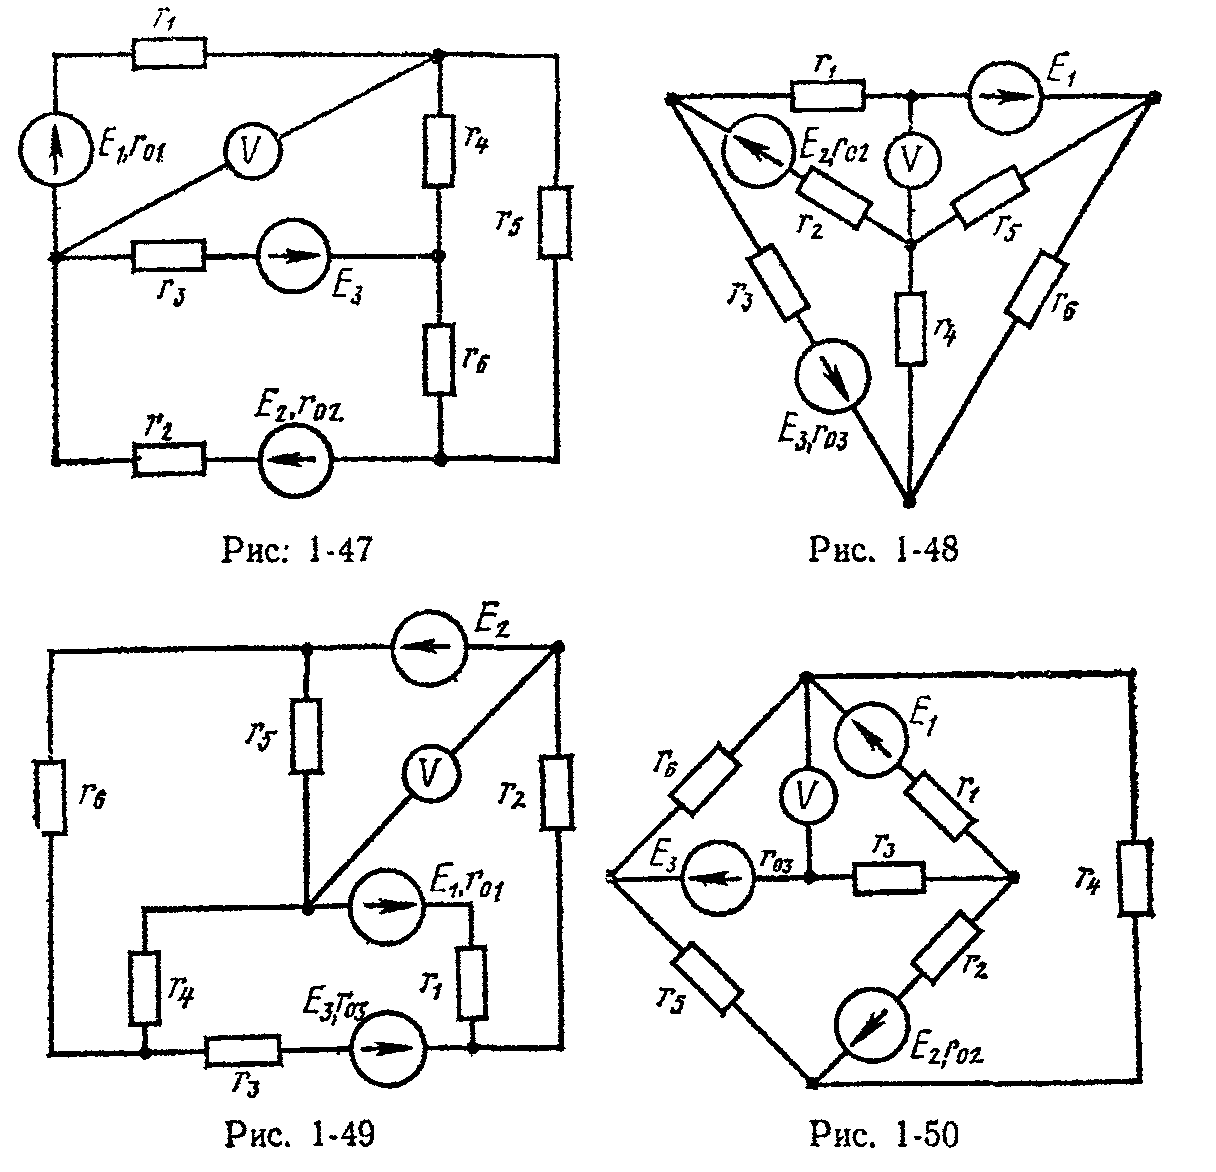 r1
E1,r01
V
r4
r5
r3
E3
r6
E2,r02
r2
Рис: 1-47
r1
E1
E2,r02
V
r2
r5
r3
r4
r6
E3,r03
Рис. 1-48
E2
r5
r6
V
r2
E1,r01
r4
r1
E3,r03
r3
Рис. 1-49
E1
r6
V
r1
E3
r03
r3
r4
r5
r2
E2,r02
Рис. 1-50